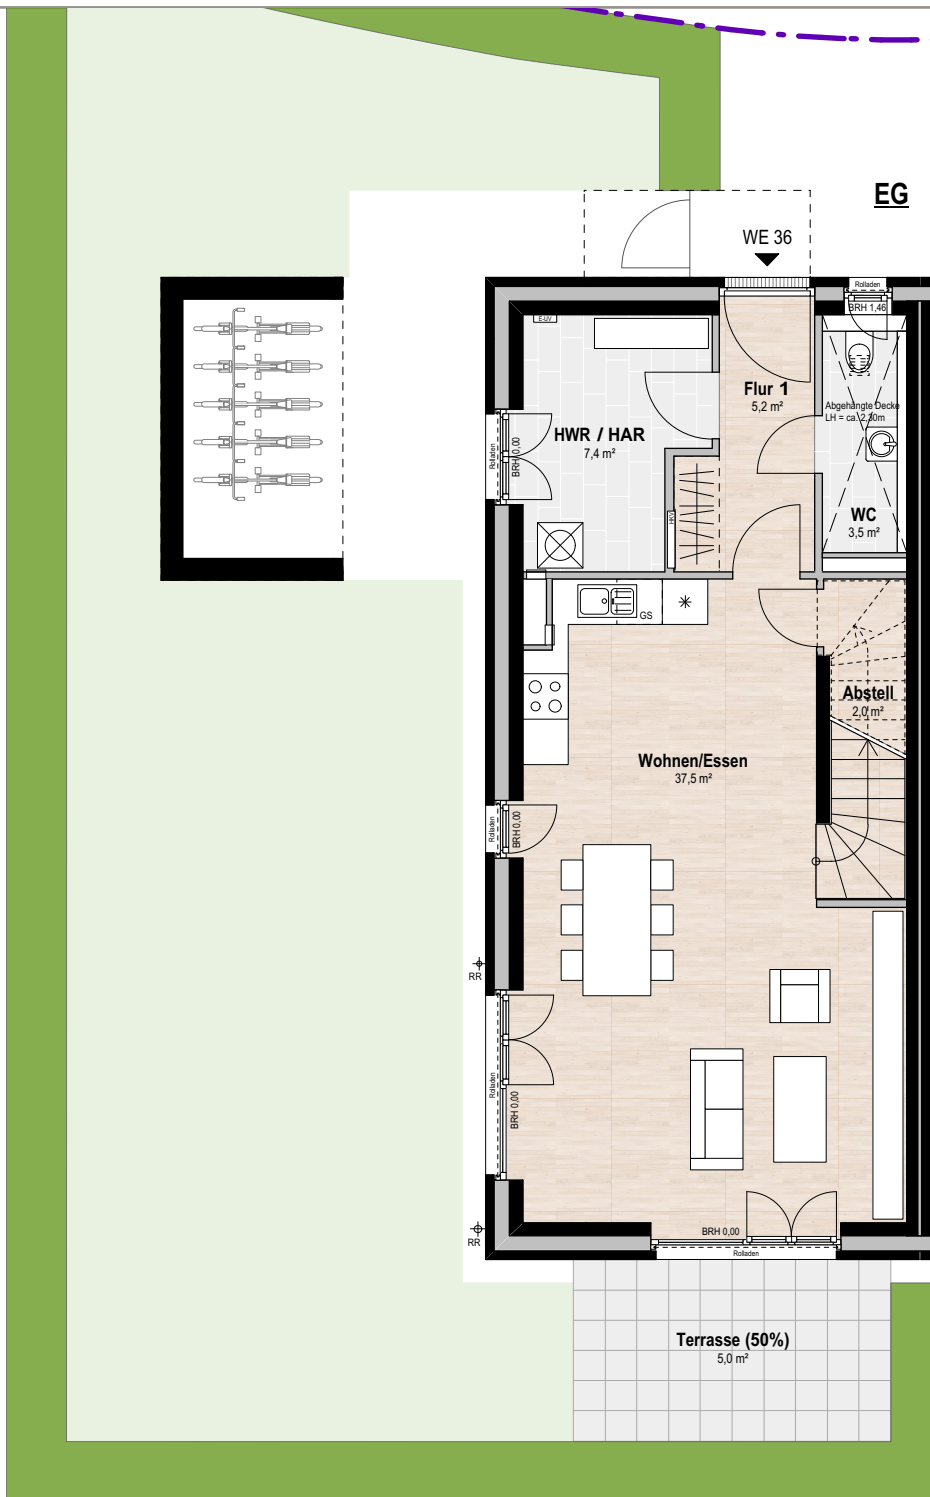 EG
WE 36
Rolladen
BRH 1,46
E-UV
Flur 1
5,2 m²
Abgehängte Decke
LH = ca. 2,30m
HWR / HAR
7,4 m²
Rolladen
BRH 0,00
HKV
WC
3,5 m²
GS
Abstell
2,0 m²
Wohnen/Essen
37,5 m²
Rolladen
BRH 0,00
RR
Rolladen
BRH 0,00
RR
BRH 0,00
Rolladen
Terrasse (50%)
5,0 m²